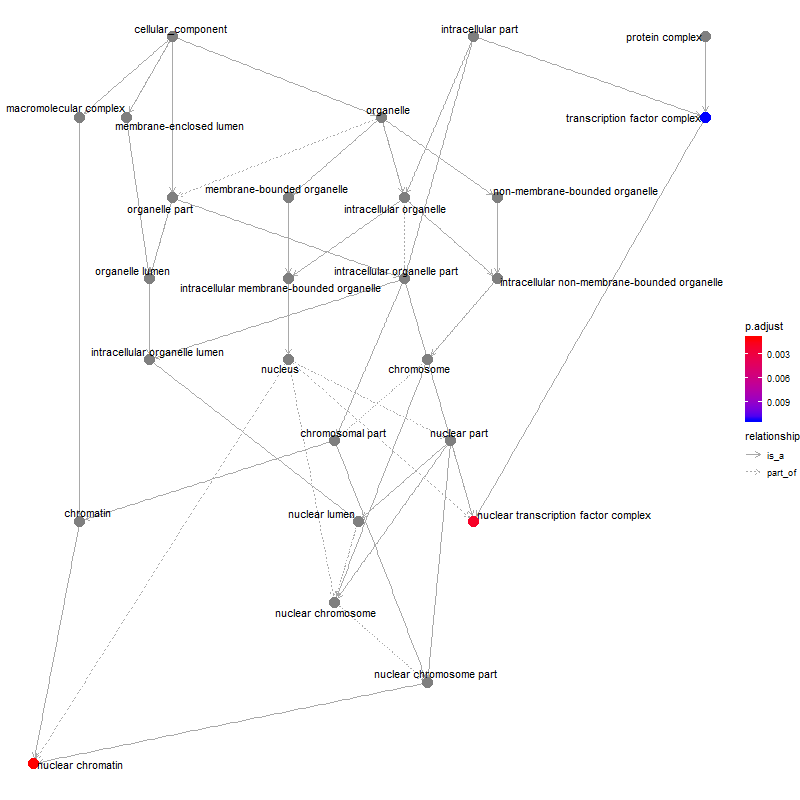 cellular_component
intracellular part
protein complex
macromolecular complex
organelle
transcription factor complex
membrane-enclosed lumen
membrane-bounded organelle
non-membrane-bounded organelle
organelle part
intracellular organelle
organelle lumen
intracellular organelle part
intracellular membrane-bounded organelle
intracellular non-membrane-bounded organelle
p.adjust
0.003
0.006
0.009
relationship
is_a
part_of
intracellular organelle lumen
nucleus
chromosome
chromosomal part
nuclear part
chromatin
nuclear lumen
nuclear transcription factor complex
nuclear chromosome
nuclear chromosome part
nuclear chromatin